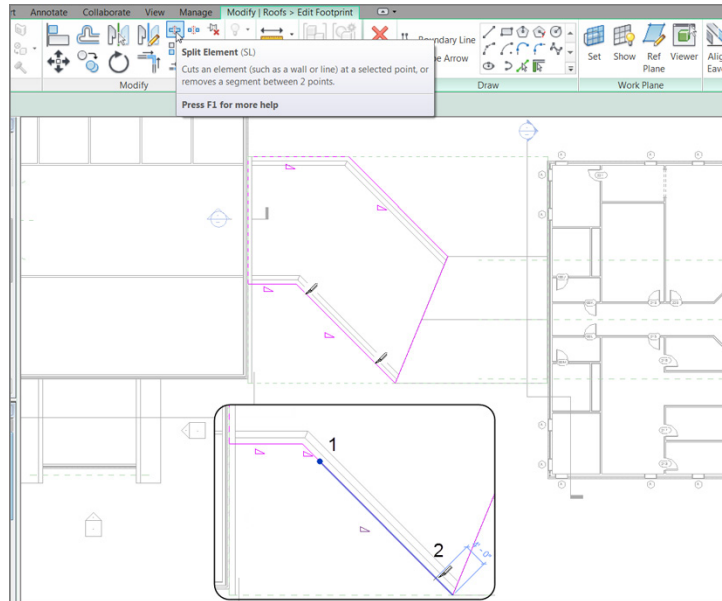 Annotate Collaborate View Manage Modify | Roofs > Edit Footprint
Split Element (SL)
Cuts an element (such as a wall or line) at a selected point, or
removes a segment between 2 points.
Press F1 for more help
Boundary Line
Arrow
Set Show Ref Plane Viewer
Modify
Draw
Work Plane
1
2
4' - 0"